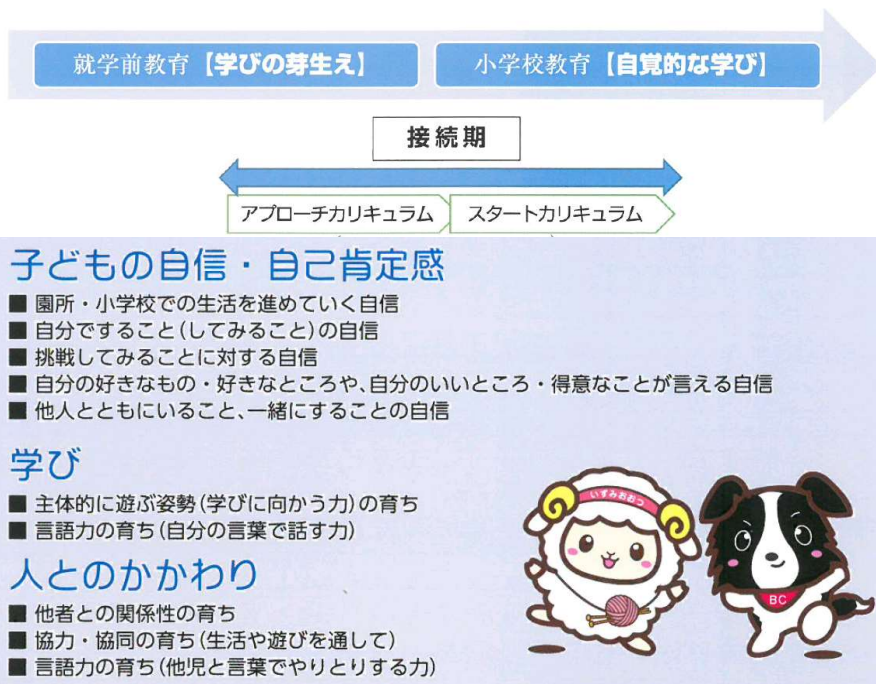 就学前教育【学びの芽生え】
小学校教育【自覚的な学び】
接続期
アプローチカリキュラム
スタートカリキュラム
子どもの自信・自己肯定感
■ 園所・小学校での生活を進めていく自信
■ 自分ですること(してみること)の自信
■ 挑戦してみることに対する自信
■ 自分の好きなもの・好きなところや、自分のいいところ・得意なことが言える自信
■ 他人とともにいること、一緒にすることの自信
学び
■ 主体的に遊ぶ姿勢(学びに向かう力)の育ち
■ 言語力の育ち(自分の言葉で話す力)
人とのかかわり
■ 他者との関係性の育ち
■ 協力・協同の育ち(生活や遊びを通して)
■ 言語力の育ち(他児と言葉でやりとりする力)
いずみおおつ
BC